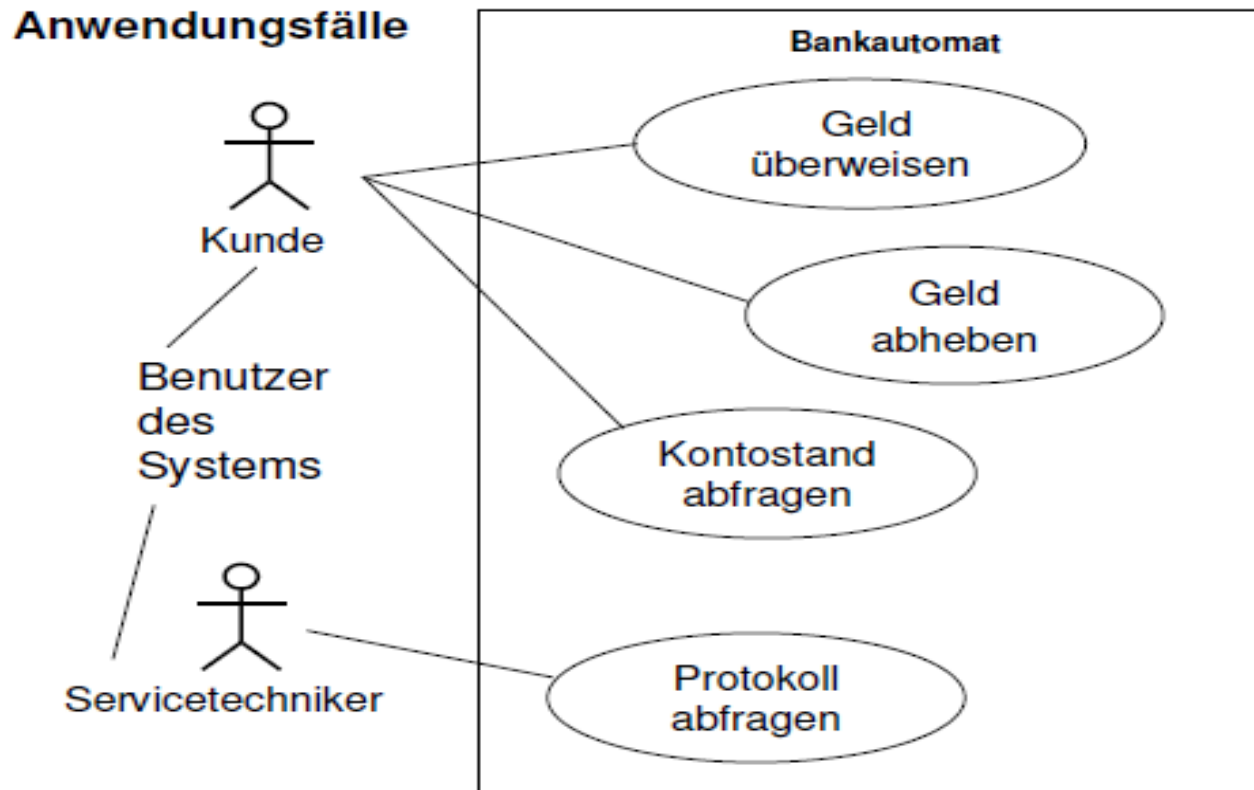 Anwendungsfälle
Bankautomat
Geld
überweisen
Kunde
Geld
abheben
Benutzer
des
Systems
Kontostand
abfragen
Servicetechniker
Protokoll
abfragen